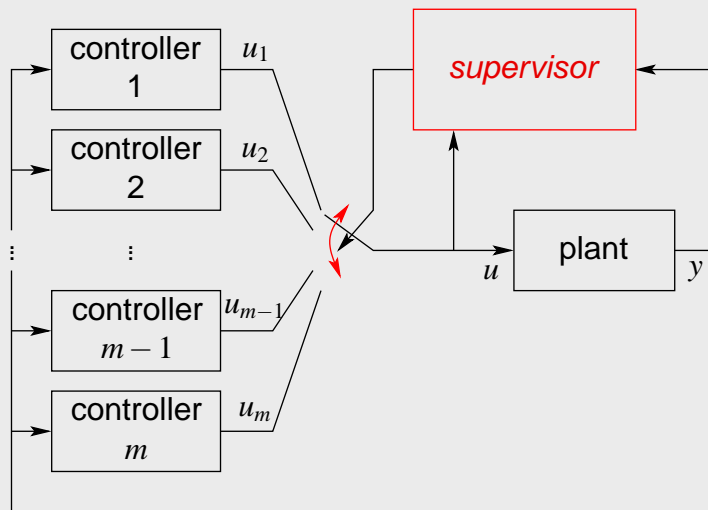 controller
1
u₁
supervisor
controller
2
u₂
plant
u
y
⋮
⋮
controller
m − 1
uₘ₋₁
controller
m
uₘ